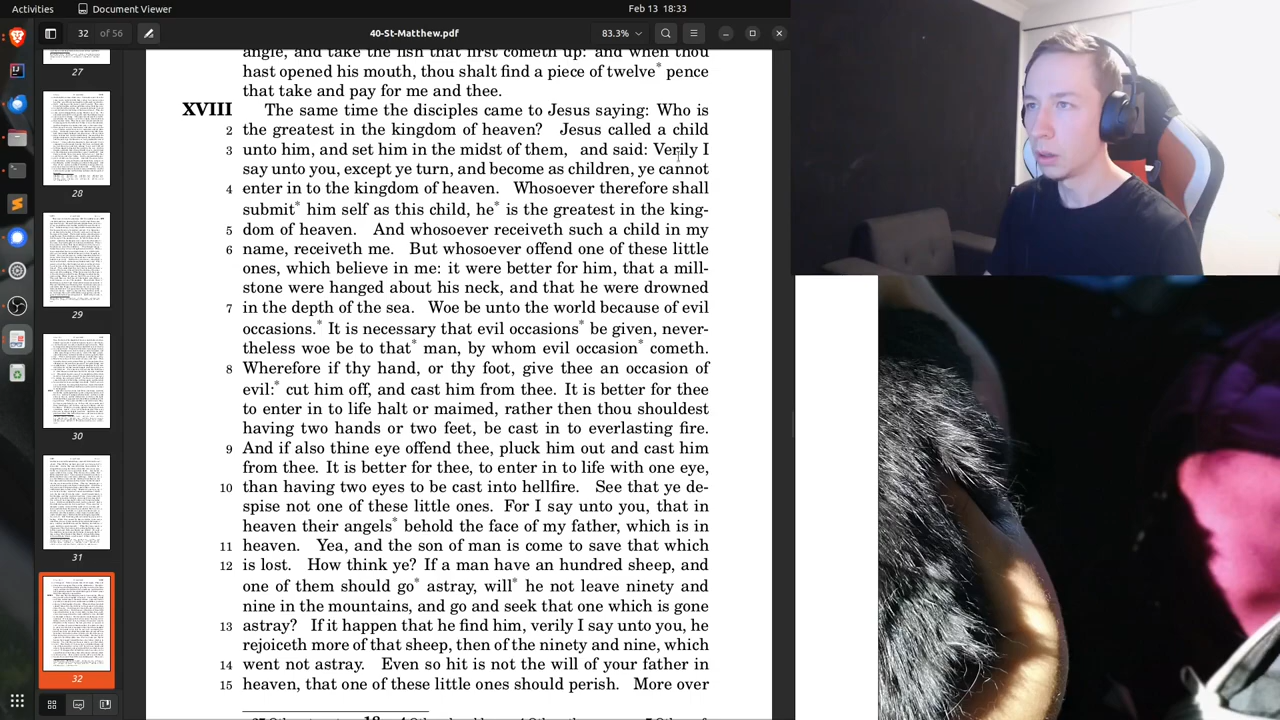 Activities
Document Viewer
Feb 13 18:33
32 of 56
40-St-Matthew.pdf
83.3%
27
28
29
30
31
32
angle, and take the fish that first cometh up, and when thou
hast opened his mouth, thou shalt find a piece of twelve* pence
that take and pay for me and thee.
XVIII The same time the disciples came unto Jesus saying: Who is
2 the greatest in the kingdom of heaven? Jesus called a child
3 unto him, and set him in the middes of them, and said: Verily I
say unto you, except ye turn, and become as children, ye cannot
4 enter in to the kingdom of heaven. Whosoever therefore shall
submit* him self as this child, he* is the greatest in the king-
5 dom of heaven. And whosoever receiveth such a child in my
6 name, receiveth me. But whosoever offend one of these little
ones, which believe in me: it were better for him, that a mill-
stone were hanged about his neck, and that he were drowned
7 in the depth of the sea. Woe be unto the world because of evil
occasions.* It is necessary that evil occasions* be given, never-
theless woe be to that* man, by whom evil occasion* cometh.
8 Wherefore if thy hand, or thy foot, give thee an occasion of
evil:* cut him off, and cast him from thee. It is better for thee
to enter in to life halt or maimed, rather then thou shouldest
having two hands or two feet, be cast in to everlasting fire.
9 And if also thine eye offend thee, pluck him out and cast him
from thee. It is better for thee, to enter in to life with one eye,
10 then having two eyes to be cast in to hellfire. See that ye de-
spise not one of these little ones. For I say unto you, that in
heaven their angels* behold the face of my father, which is in
11 heaven. Yea, and the son of man is come to save that which
12 is lost. How think ye? If a man have an hundred sheep, and
one of them should go* astray, will he not leave ninety and
nine in the mountains, and go and seek that one which is gone
13 astray? If it happen that he find him, verily I say unto you, he
rejoiceth more of that sheep, then of the ninety and nine, which
14 went not astray. Even so hit is not the will of your father in
15 heaven, that one of these little ones should perish. More over